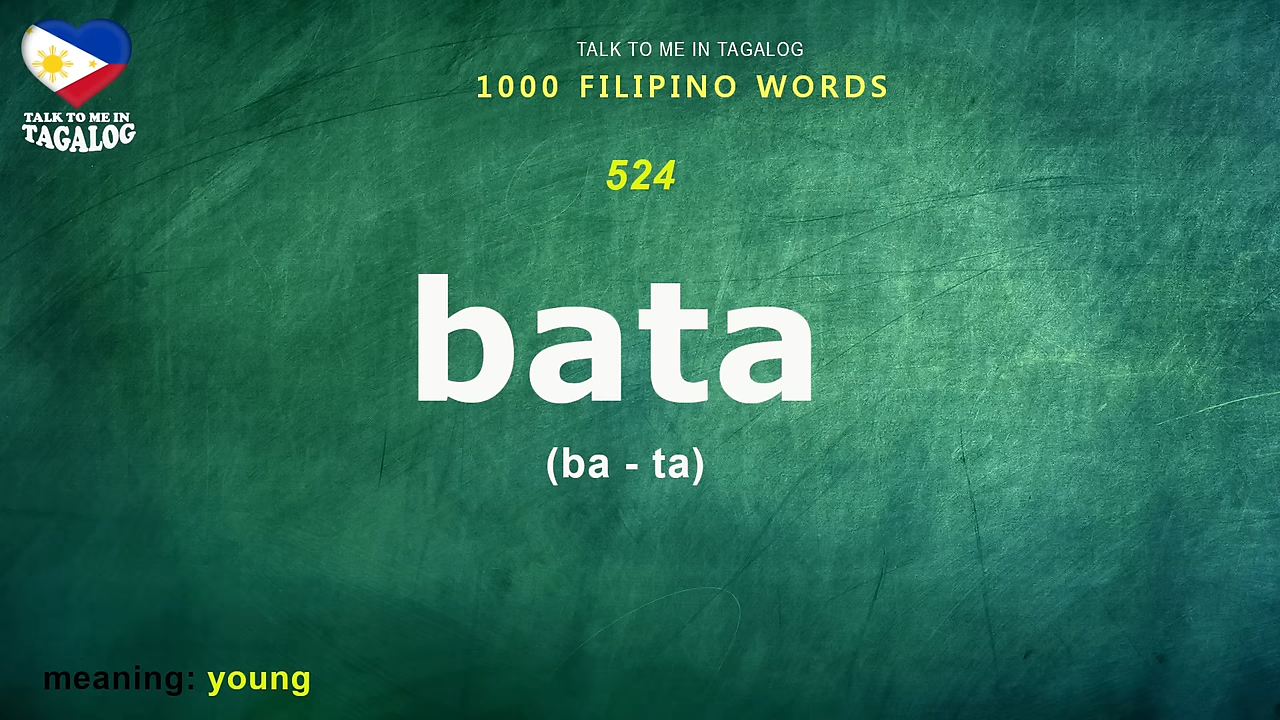 TALK TO ME IN
TAGALOG
TALK TO ME IN TAGALOG
1000 FILIPINO WORDS
524
bata
(ba - ta)
meaning: young